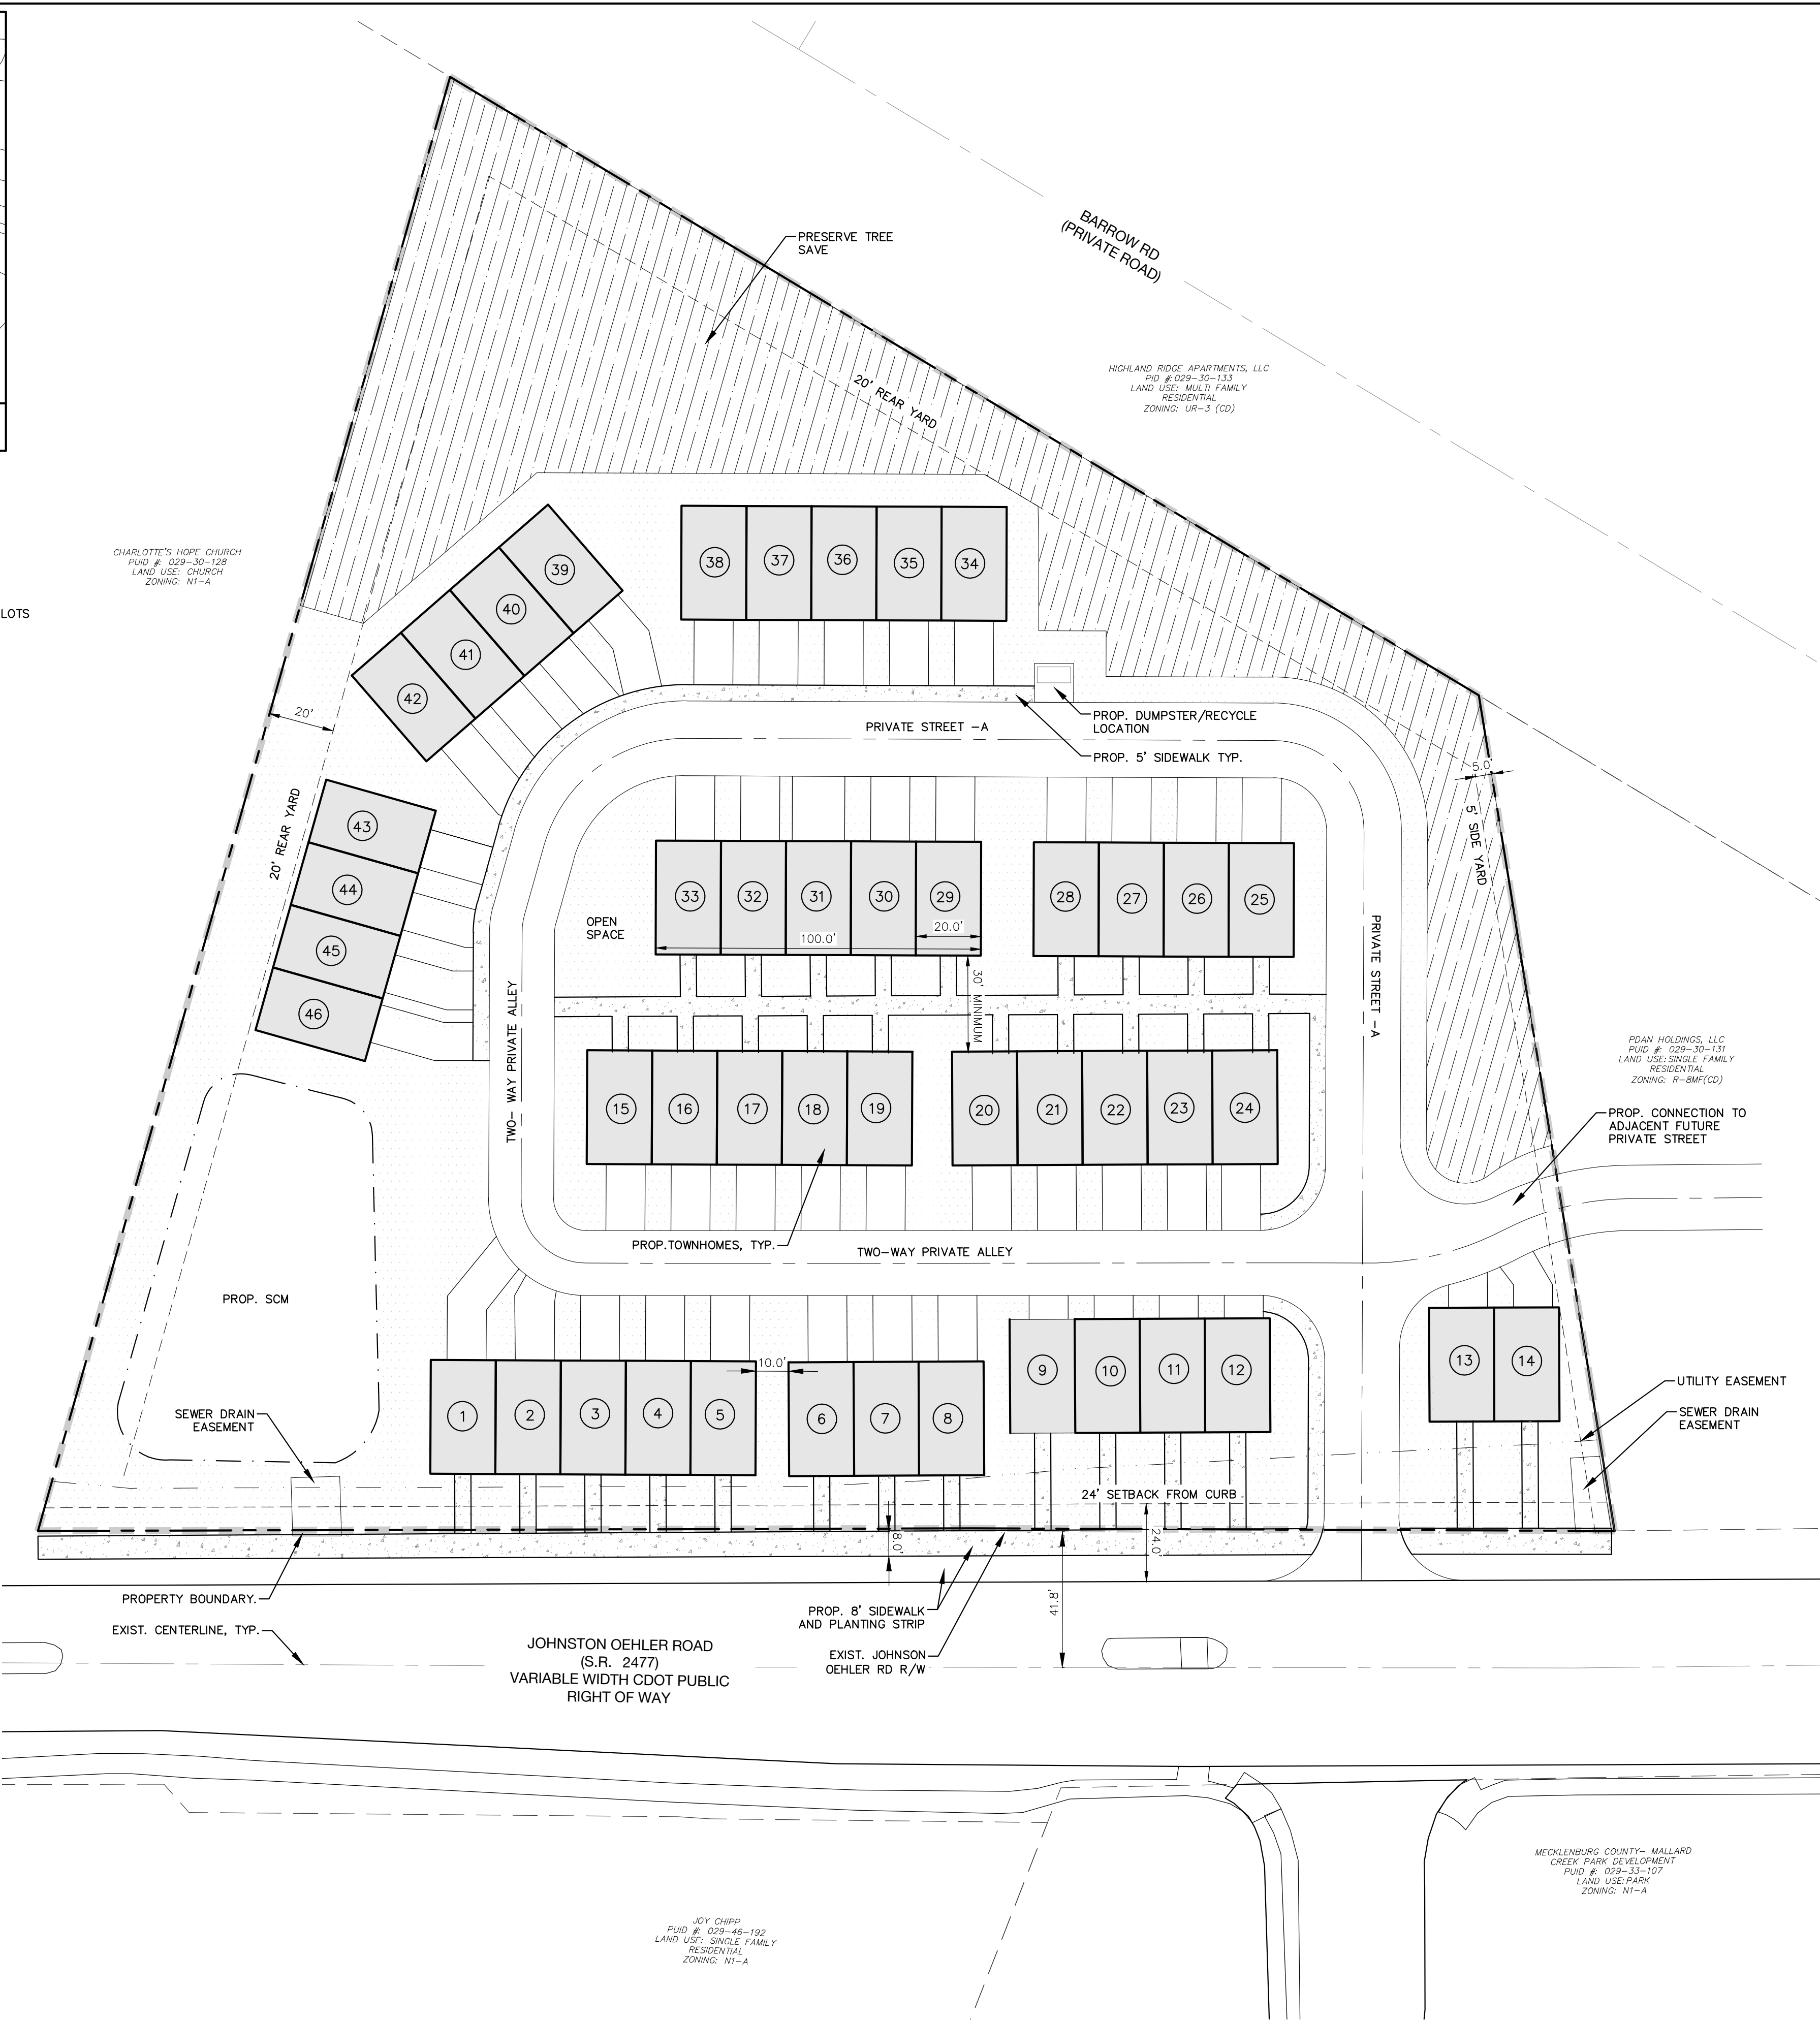 PRESERVE TREE
SAVE
BARROW RD
(PRIVATE ROAD)
20' REAR YARD
HIGHLAND RIDGE APARTMENTS, LLC
PID #: 029-30-133
LAND USE: MULTI FAMILY
RESIDENTIAL
ZONING: UR-3 (CD)
CHARLOTTE'S HOPE CHURCH
PUID #: 029-30-128
LAND USE: CHURCH
ZONING: N1-A
LOTS
38
37
36
35
34
39
40
41
42
20'
PRIVATE STREET -A
PROP. DUMPSTER/RECYCLE
LOCATION
PROP. 5' SIDEWALK TYP.
5.0'
5' SIDE YARD
20' REAR YARD
43
44
45
46
OPEN
SPACE
33
32
31
30
29
28
27
26
25
20.0'
100.0'
30' MINIMUM
PRIVATE STREET -A
TWO- WAY PRIVATE ALLEY
15
16
17
18
19
20
21
22
23
24
PDAN HOLDINGS, LLC
PUID #: 029-30-131
LAND USE: SINGLE FAMILY
RESIDENTIAL
ZONING: R-8MF(CD)
PROP. CONNECTION TO
ADJACENT FUTURE
PRIVATE STREET
PROP.TOWNHOMES, TYP.
TWO-WAY PRIVATE ALLEY
PROP. SCM
10.0'
1
2
3
4
5
6
7
8
9
10
11
12
13
14
UTILITY EASEMENT
SEWER DRAIN
EASEMENT
SEWER DRAIN
EASEMENT
24' SETBACK FROM CURB
8.0'
24.0'
41.8'
PROPERTY BOUNDARY.
EXIST. CENTERLINE, TYP.
PROP. 8' SIDEWALK
AND PLANTING STRIP
EXIST. JOHNSON
OEHLER RD R/W
JOHNSTON OEHLER ROAD
(S.R. 2477)
VARIABLE WIDTH CDOT PUBLIC
RIGHT OF WAY
MECKLENBURG COUNTY- MALLARD
CREEK PARK DEVELOPMENT
PUID #: 029-33-107
LAND USE: PARK
ZONING: N1-A
JOY CHIPP
PUID #: 029-46-192
LAND USE: SINGLE FAMILY
RESIDENTIAL
ZONING: N1-A